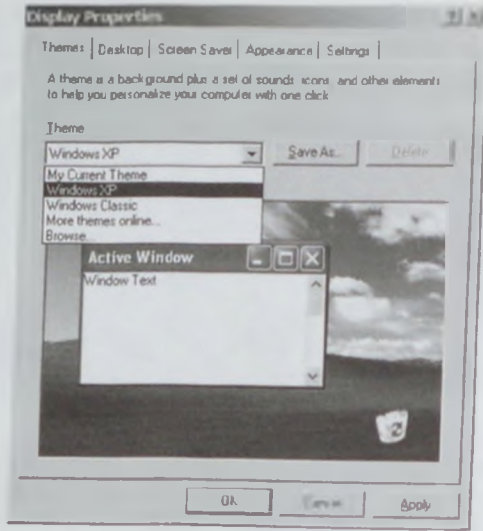 Display Properties
Themes Desktop Screen Saver Appearance Settings
A theme is a background plus a set of sounds, icons, and other elements
to help you personalize your computer with one click.
Theme
Windows XP Save As... Delete
My Current Theme
Windows XP
Windows Classic
More themes online...
Browse...
Active Window
Window Text
OK Cancel Apply